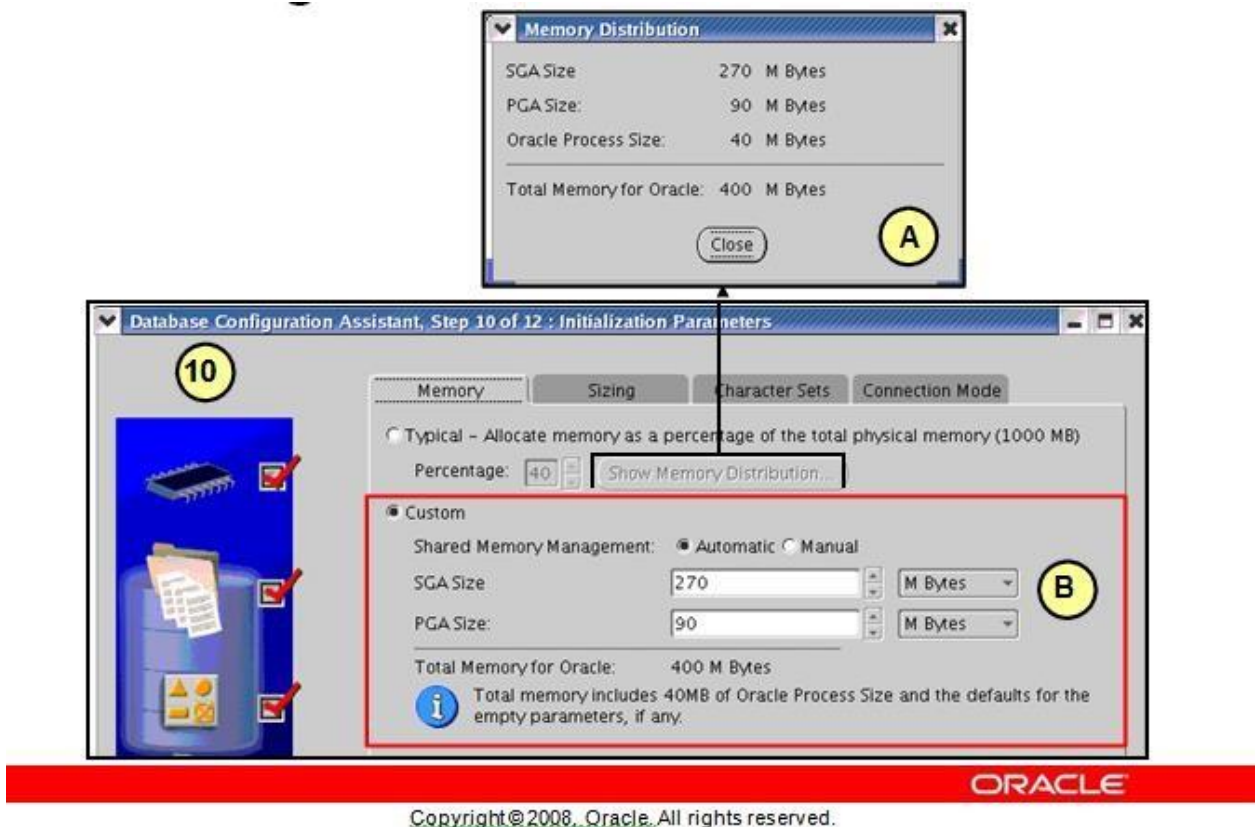 Memory Distribution
SGA Size 270 M Bytes
PGA Size: 90 M Bytes
Oracle Process Size: 40 M Bytes
Total Memory for Oracle: 400 M Bytes
Close
A
Database Configuration Assistant, Step 10 of 12 : Initialization Parameters
10
Memory Sizing Character Sets Connection Mode
Typical – Allocate memory as a percentage of the total physical memory (1000 MB)
Percentage: 40 Show Memory Distribution...
Custom
Shared Memory Management: Automatic Manual
SGA Size 270 M Bytes
B
PGA Size: 90 M Bytes
Total Memory for Oracle: 400 M Bytes
Total memory includes 40MB of Oracle Process Size and the defaults for the
empty parameters, if any.
ORACLE
Copyright © 2008, Oracle. All rights reserved.